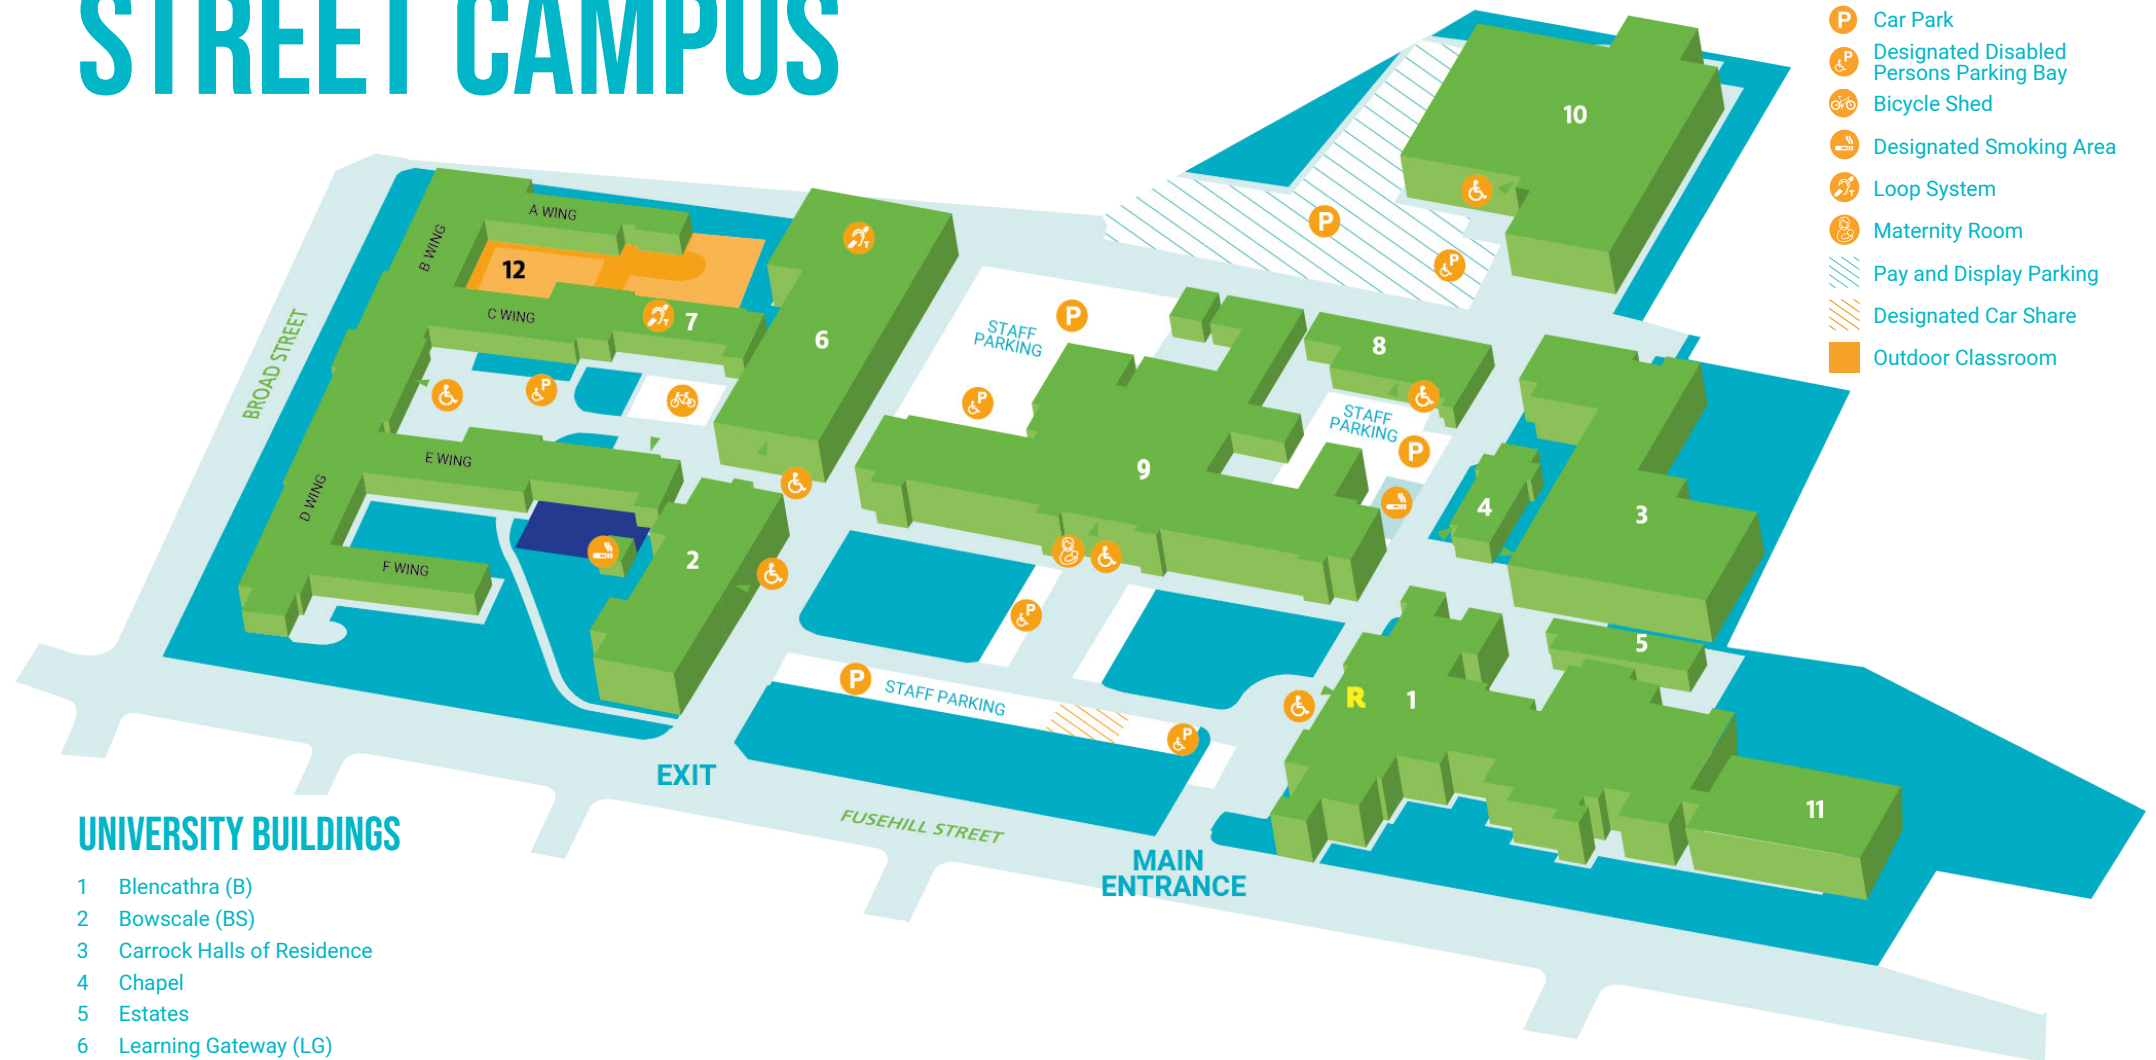 STREET CAMPUS
P Car Park
P Designated Disabled
Persons Parking Bay
Bicycle Shed
Designated Smoking Area
T Loop System
Maternity Room
Pay and Display Parking
Designated Car Share
Outdoor Classroom
10
A WING
B WING
12
C WING
T
7
T
6
BROAD STREET
P
P
P
STAFF
PARKING
P
P
8
STAFF
PARKING
P
P
E WING
D WING
F WING
2
9
4
3
5
P
P
STAFF PARKING
P
R
1
11
EXIT
FUSEHILL STREET
MAIN
ENTRANCE
UNIVERSITY BUILDINGS
1 Blencathra (B)
2 Bowscale (BS)
3 Carrock Halls of Residence
4 Chapel
5 Estates
6 Learning Gateway (LG)